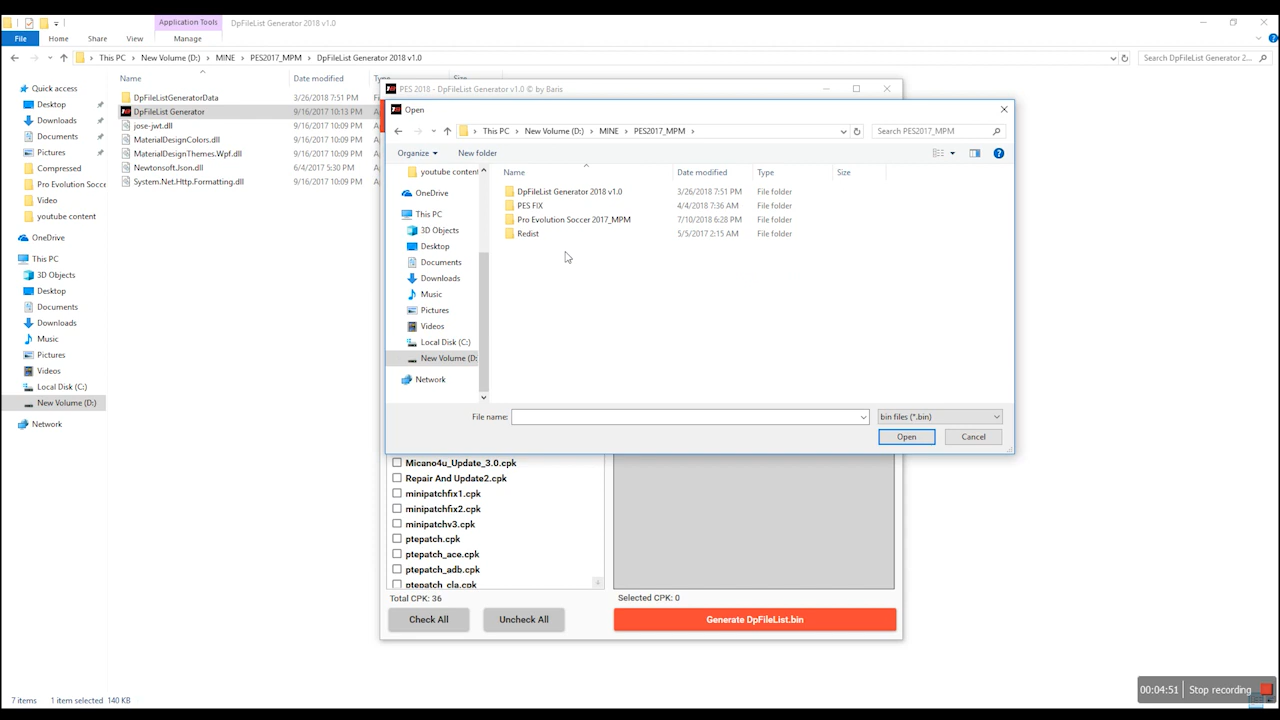 Application Tools
DpFileList Generator 2018 v1.0
File
Home
Share
View
Manage
This PC
New Volume (D:)
MINE
PES2017_MPM
DpFileList Generator 2018 v1.0
Search DpFileList Generator 2...
Quick access
Desktop
Downloads
Documents
Pictures
Compressed
Pro Evolution Socce
Video
youtube content
OneDrive
This PC
3D Objects
Desktop
Documents
Downloads
Music
Pictures
Videos
Local Disk (C:)
New Volume (D:)
Network
Name
Date modified
Size
DpFileListGeneratorData
3/26/2018 7:51 PM
DpFileList Generator
9/16/2017 10:13 PM
jose-jwt.dll
9/16/2017 10:09 PM
MaterialDesignColors.dll
9/16/2017 10:09 PM
MaterialDesignThemes.Wpf.dll
9/16/2017 10:09 PM
Newtonsoft.Json.dll
6/4/2017 5:30 PM
System.Net.Http.Formatting.dll
9/16/2017 10:09 PM
PES 2018 - DpFileList Generator v1.0 © by Baris
Open
This PC
New Volume (D:)
MINE
PES2017_MPM
Search PES2017_MPM
Organize
New folder
youtube content
OneDrive
This PC
3D Objects
Desktop
Documents
Downloads
Music
Pictures
Videos
Local Disk (C:)
New Volume (D:
Network
Name
Date modified
Type
Size
DpFileList Generator 2018 v1.0
3/26/2018 7:51 PM
File folder
PES FIX
4/4/2018 7:36 AM
File folder
Pro Evolution Soccer 2017_MPM
7/10/2018 6:28 PM
File folder
Redist
5/5/2017 2:15 AM
File folder
File name:
bin files (*.bin)
Open
Cancel
Micano4u_Update_3.0.cpk
Repair And Update2.cpk
minipatchfix1.cpk
minipatchfix2.cpk
minipatchv3.cpk
ptepatch.cpk
ptepatch_ace.cpk
ptepatch_adb.cpk
ptepatch_cla.cpk
Total CPK: 36
Selected CPK: 0
Check All
Uncheck All
Generate DpFileList.bin
7 items
1 item selected 140 KB
00:04:51
Stop recording